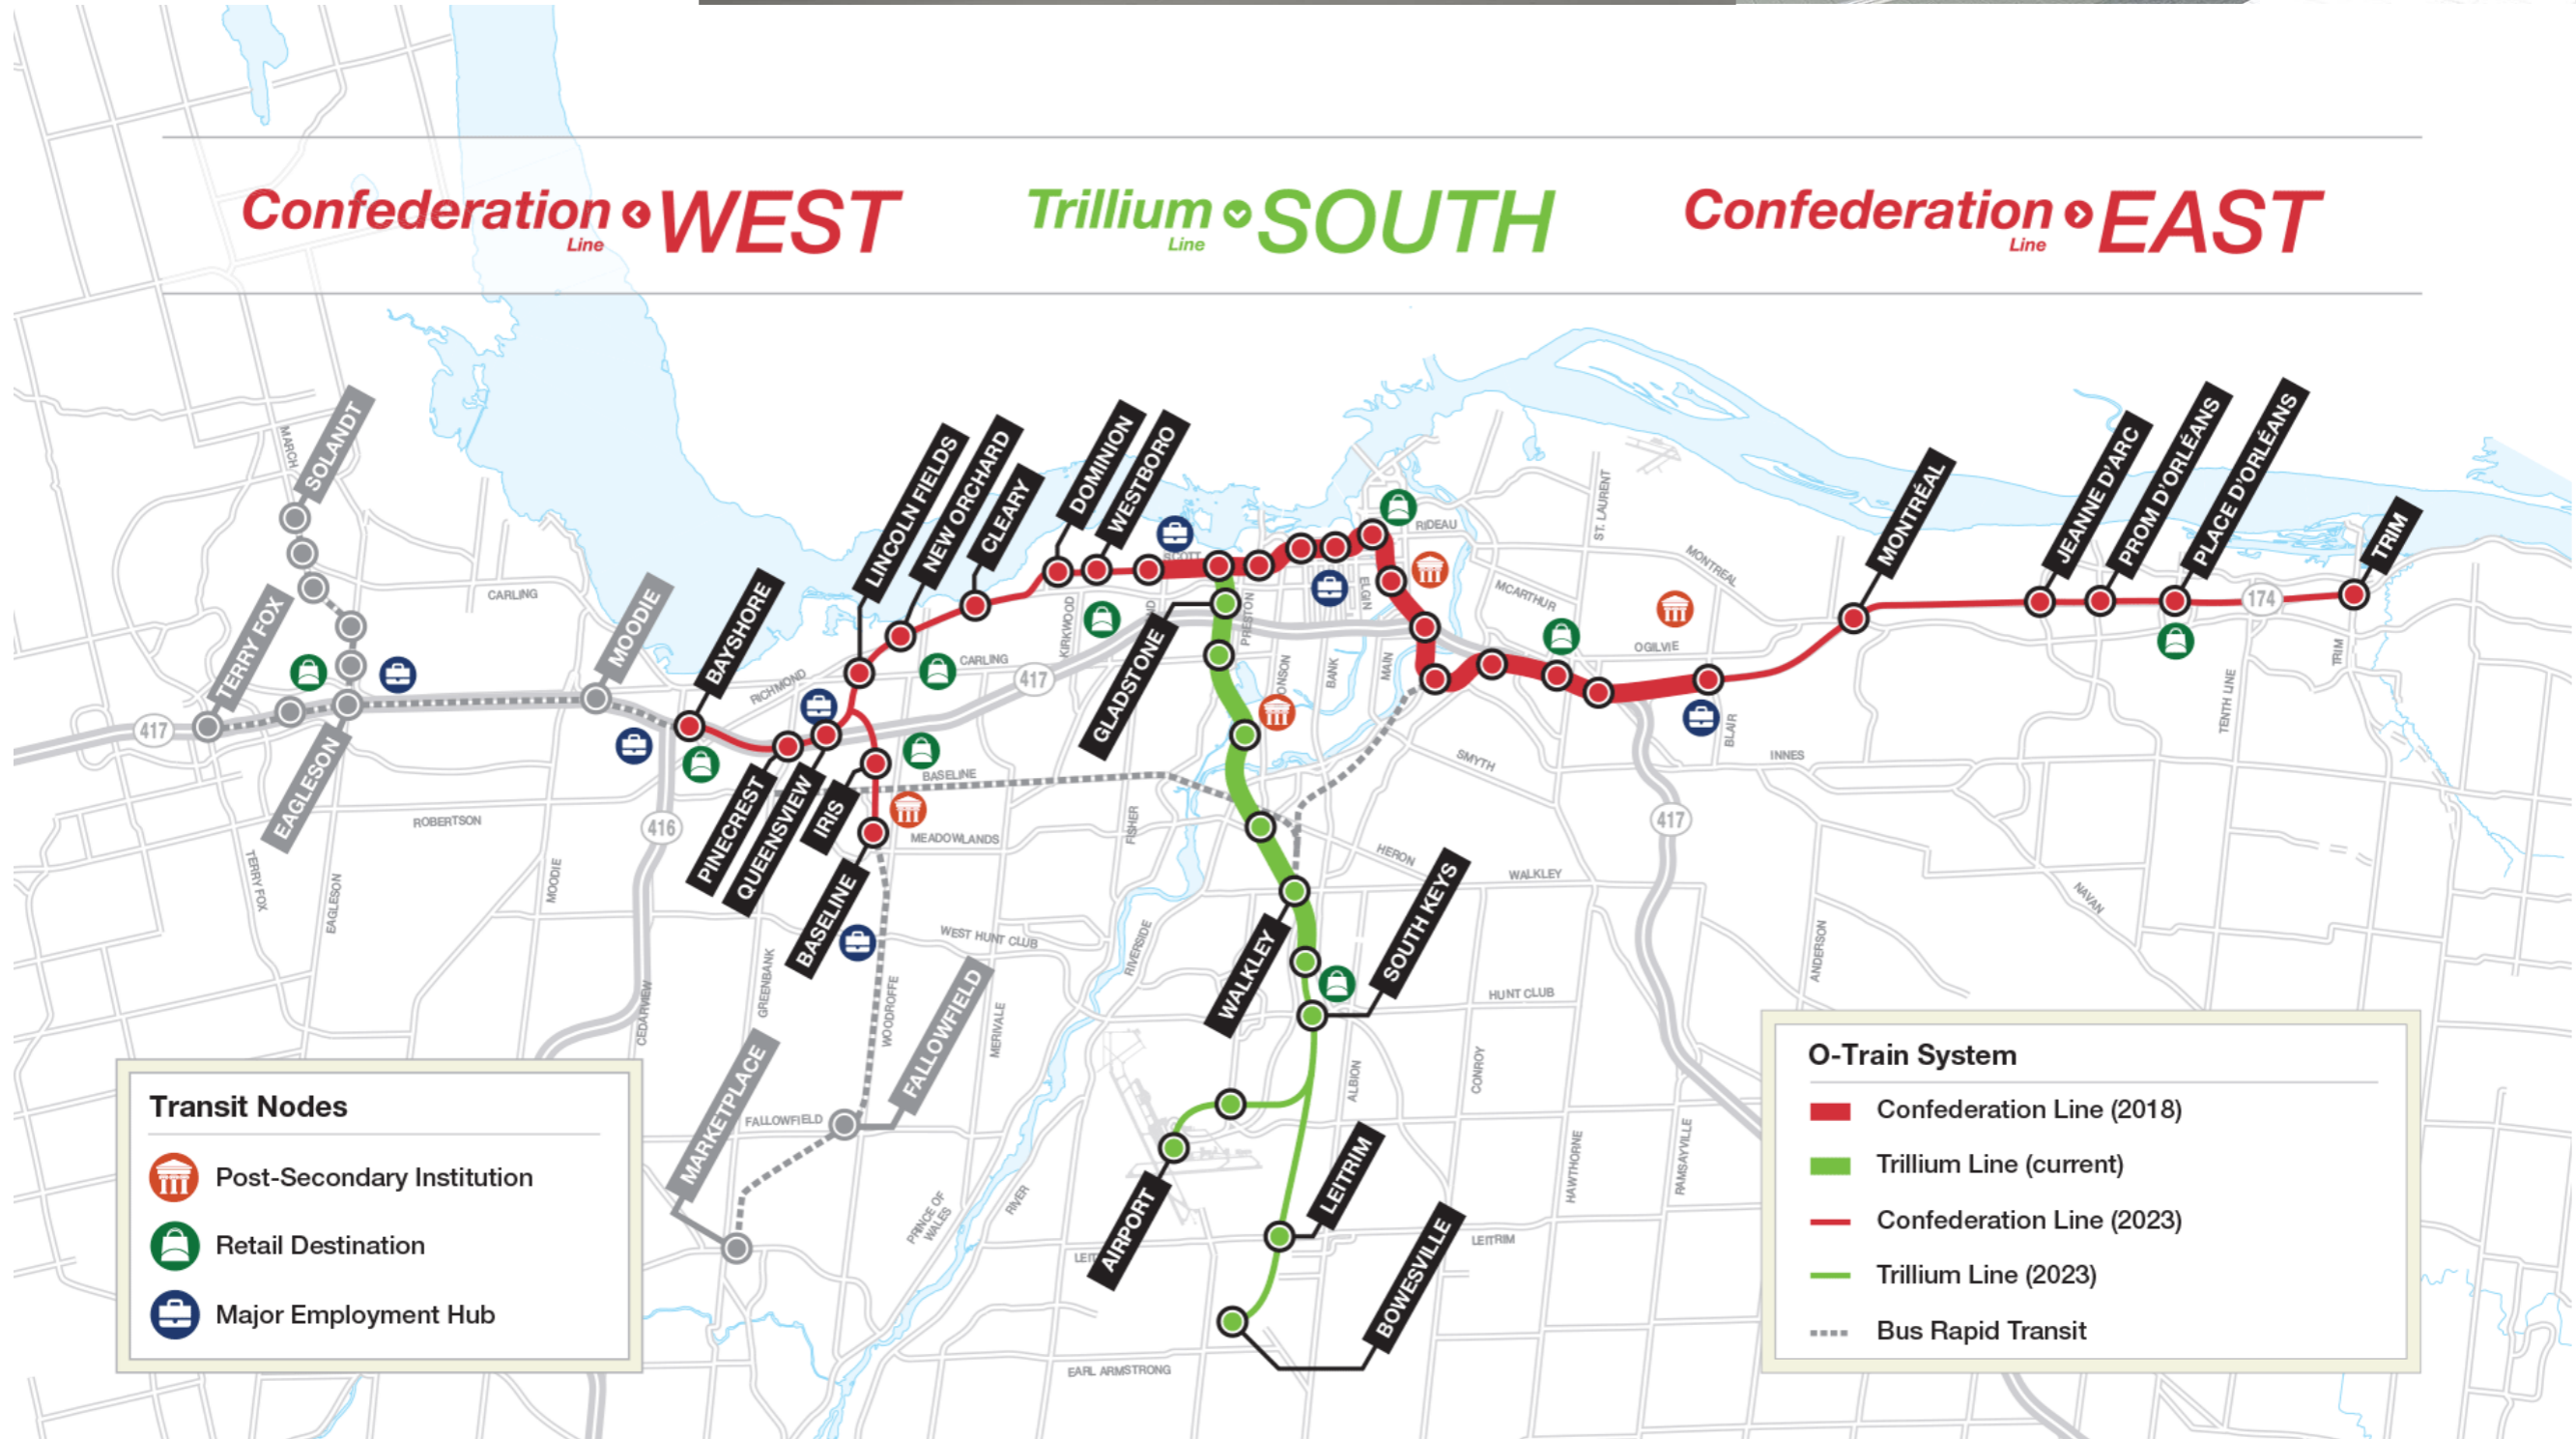 Confederation WEST
Line
Trillium SOUTH
Line
Confederation EAST
Line
SOLANDT
MARCH
TERRY FOX
EAGLESON
MOODIE
BAYSHORE
LINCOLN FIELDS
NEW ORCHARD
CLEARY
DOMINION
WESTBORO
GLADSTONE
MONTRÉAL
JEANNE D'ARC
PROM D'ORLÉANS
PLACE D'ORLÉANS
TRIM
PINECREST
QUEENSVIEW
IRIS
BASELINE
WALKLEY
SOUTH KEYS
AIRPORT
LEITRIM
BOWESVILLE
MARKETPLACE
FALLOWFIELD
CARLING
RICHMOND
CARLING
417
417
416
417
174
SCOTT
KIRKWOOD
PRESTON
BANK
ELGIN
MAIN
RIDEAU
ST. LAURENT
MONTREAL
MCARTHUR
OGILVIE
BLAIR
INNES
SMYTH
TENTH LINE
TRIM
BASELINE
MEADOWLANDS
FISHER
HERON
WALKLEY
ROBERTSON
TERRY FOX
EAGLESON
MOODIE
CEDARVIEW
GREENBANK
WOODROFFE
WEST HUNT CLUB
MERIVALE
RIVERSIDE
HUNT CLUB
ALBION
CONROY
HAWTHORNE
RAMSAYVILLE
ANDERSON
NAVAN
FALLOWFIELD
PRINCE OF
WALES
RIVER
LEITRIM
EARL ARMSTRONG
Transit Nodes
Post-Secondary Institution
Retail Destination
Major Employment Hub
O-Train System
Confederation Line (2018)
Trillium Line (current)
Confederation Line (2023)
Trillium Line (2023)
Bus Rapid Transit